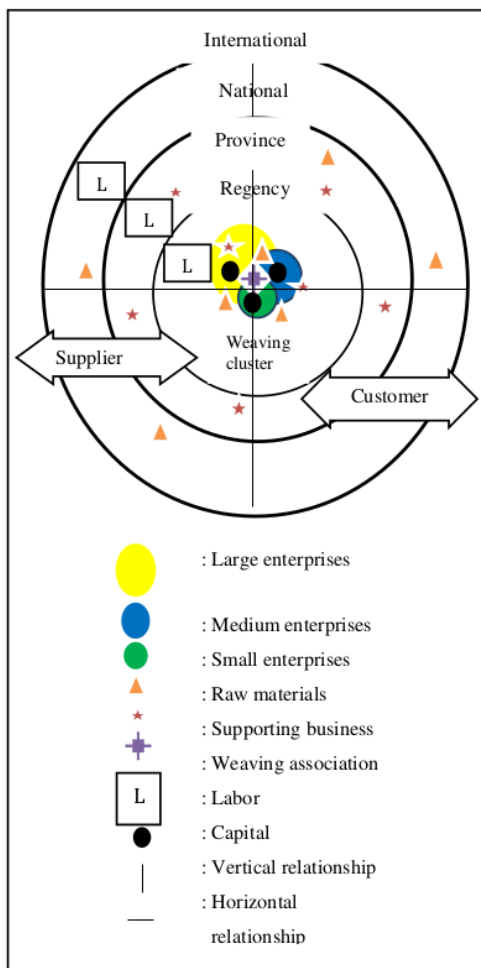 International
National
Province
Regency
L
L
L
Weaving
cluster
Supplier
Customer
: Large enterprises
: Medium enterprises
: Small enterprises
: Raw materials
: Supporting business
: Weaving association
L
: Labor
: Capital
: Vertical relationship
: Horizontal
relationship